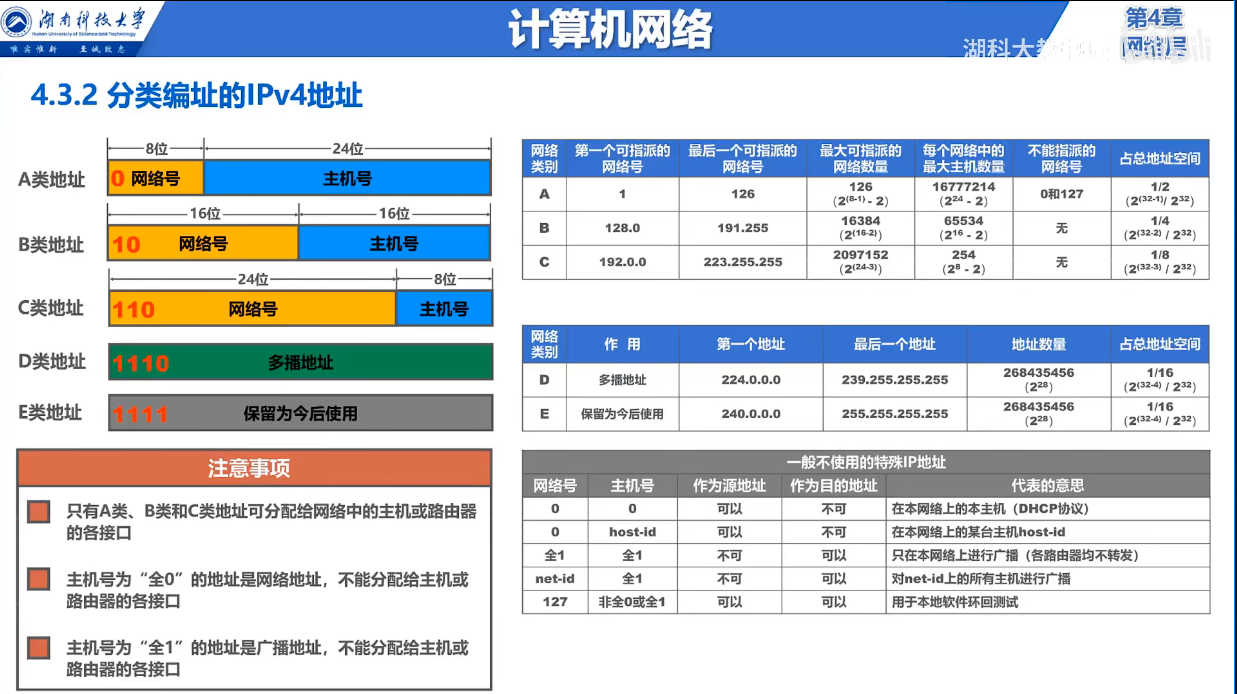 湖南科技大学
Hunan University of Science and Technology
唯实惟新 至诚致志
计算机网络
第4章
网络层
湖科大教
4.3.2 分类编址的IPv4地址
8位 24位
A类地址 0 网络号 主机号
16位 16位
B类地址 10 网络号 主机号
24位 8位
C类地址 110 网络号 主机号
D类地址 1110 多播地址
E类地址 1111 保留为今后使用
注意事项
只有A类、B类和C类地址可分配给网络中的主机或路由器
的各接口
主机号为“全0”的地址是网络地址，不能分配给主机或
路由器的各接口
主机号为“全1”的地址是广播地址，不能分配给主机或
路由器的各接口
网络类别 第一个可指派的网络号 最后一个可指派的网络号 最大可指派的网络数量 每个网络中的最大主机数量 不能指派的网络号 占总地址空间
A 1 126 126 (2^(8-1) - 2) 16777214 (2^24 - 2) 0和127 1/2 (2^(32-1)/ 2^32)
B 128.0 191.255 16384 (2^(16-2)) 65534 (2^16 - 2) 无 1/4 (2^(32-2) / 2^32)
C 192.0.0 223.255.255 2097152 (2^(24-3)) 254 (2^8 - 2) 无 1/8 (2^(32-3) / 2^32)
网络类别 作 用 第一个地址 最后一个地址 地址数量 占总地址空间
D 多播地址 224.0.0.0 239.255.255.255 268435456 (2^28) 1/16 (2^(32-4) / 2^32)
E 保留为今后使用 240.0.0.0 255.255.255.255 268435456 (2^28) 1/16 (2^(32-4) / 2^32)
一般不使用的特殊IP地址
网络号 主机号 作为源地址 作为目的地址 代表的意思
0 0 可以 不可 在本网络上的本主机（DHCP协议）
0 host-id 可以 不可 在本网络上的某台主机host-id
全1 全1 不可 可以 只在本网络上进行广播（各路由器均不转发）
net-id 全1 不可 可以 对net-id上的所有主机进行广播
127 非全0或全1 可以 可以 用于本地软件环回测试